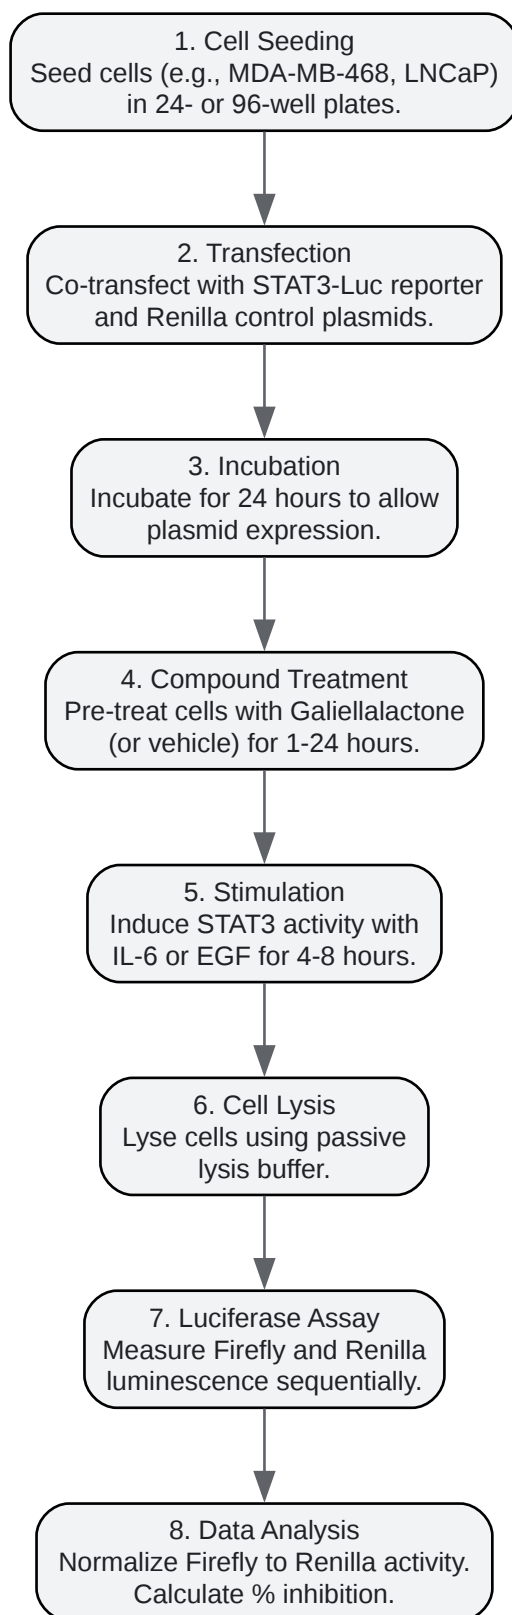 1. Cell Seeding
Seed cells (e.g., MDA-MB-468, LNCaP)
in 24- or 96-well plates.
2. Transfection
Co-transfect with STAT3-Luc reporter
and Renilla control plasmids.
3. Incubation
Incubate for 24 hours to allow
plasmid expression.
4. Compound Treatment
Pre-treat cells with Galiellalactone
(or vehicle) for 1-24 hours.
5. Stimulation
Induce STAT3 activity with
IL-6 or EGF for 4-8 hours.
6. Cell Lysis
Lyse cells using passive
lysis buffer.
7. Luciferase Assay
Measure Firefly and Renilla
luminescence sequentially.
8. Data Analysis
Normalize Firefly to Renilla activity.
Calculate % inhibition.